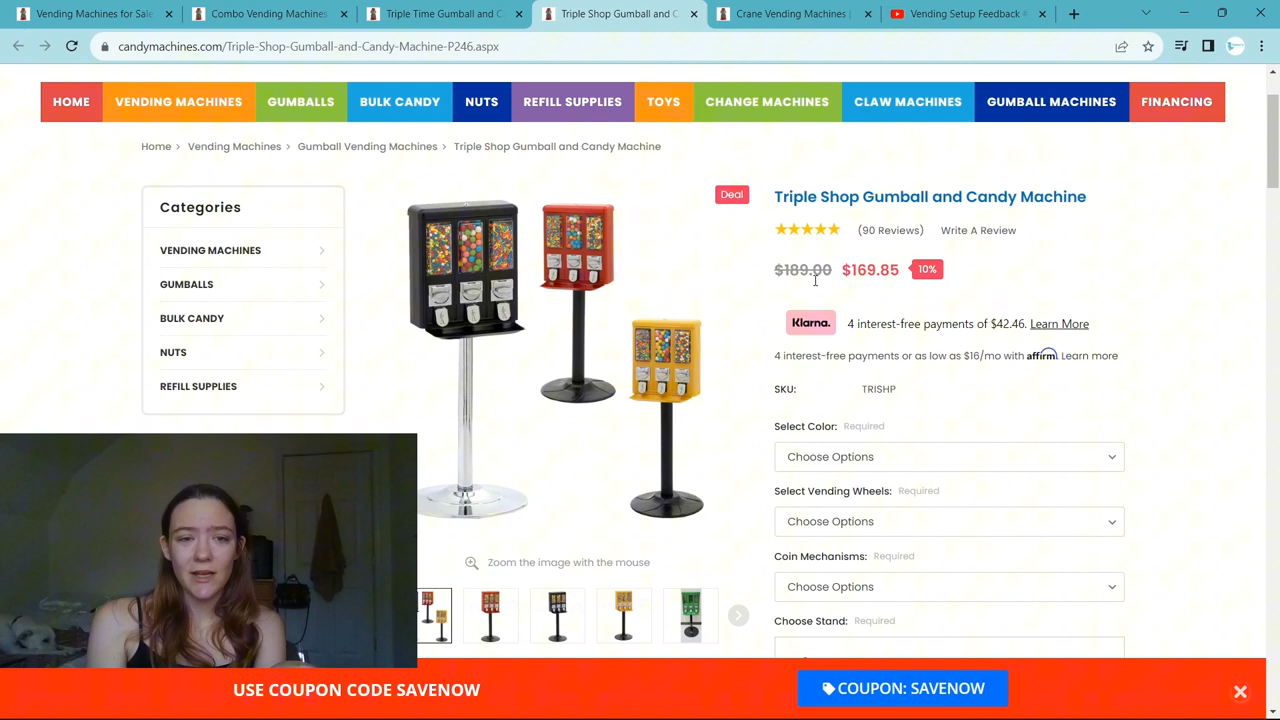 Vending Machines for Sale
Combo Vending Machines
Triple Time Gumball and C
Triple Shop Gumball and C
Crane Vending Machines
Vending Setup Feedback
candymachines.com/Triple-Shop-Gumball-and-Candy-Machine-P246.aspx
HOME VENDING MACHINES GUMBALLS BULK CANDY NUTS REFILL SUPPLIES TOYS CHANGE MACHINES CLAW MACHINES GUMBALL MACHINES FINANCING
Home > Vending Machines > Gumball Vending Machines > Triple Shop Gumball and Candy Machine
Categories
VENDING MACHINES
GUMBALLS
BULK CANDY
NUTS
REFILL SUPPLIES
Deal
Zoom the image with the mouse
Triple Shop Gumball and Candy Machine
(90 Reviews) Write A Review
$189.00 $169.85 10%
Klarna. 4 interest-free payments of $42.46. Learn More
4 interest-free payments or as low as $16/mo with affirm. Learn more
SKU: TRISHP
Select Color: Required
Choose Options
Select Vending Wheels: Required
Choose Options
Coin Mechanisms: Required
Choose Options
Choose Stand: Required
USE COUPON CODE SAVENOW
COUPON: SAVENOW